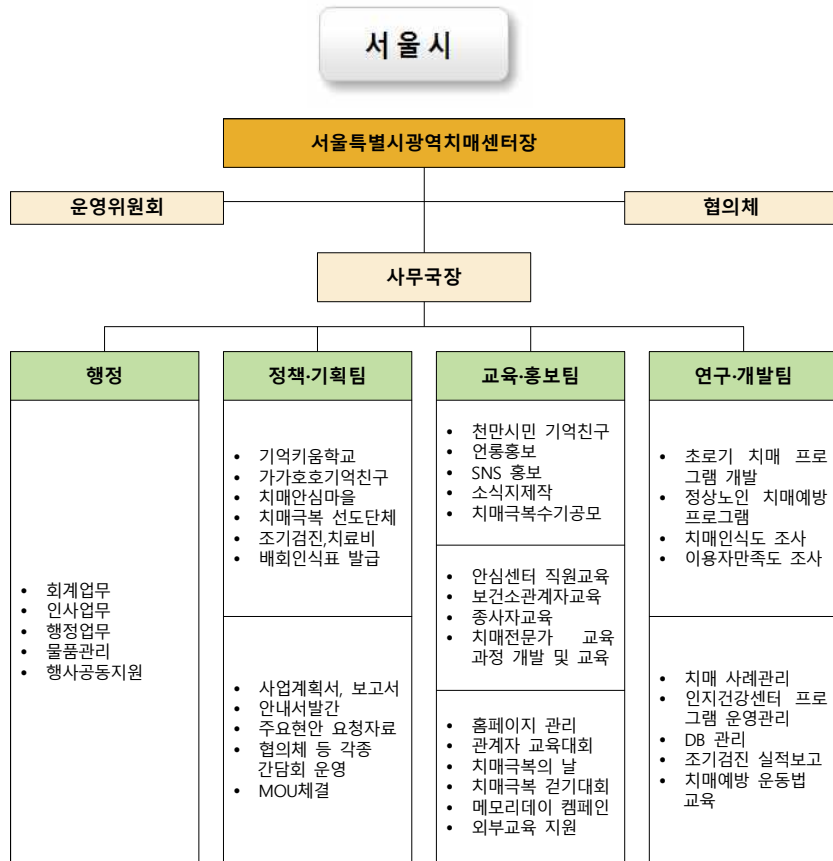 서울시
서울특별시광역치매센터장
운영위원회
협의체
사무국장
행정
• 회계업무
• 인사업무
• 행정업무
• 물품관리
• 행사공동지원
정책·기획팀
• 기억키움학교
• 가가호호기억친구
• 치매안심마을
• 치매극복 선도단체
• 조기검진,치료비
• 배회인식표 발급
• 사업계획서, 보고서
• 안내서발간
• 주요현안 요청자료
• 협의체 등 각종
간담회 운영
• MOU체결
교육·홍보팀
• 천만시민 기억친구
• 언롱홍보
• SNS 홍보
• 소식지제작
• 치매극복수기공모
• 안심센터 직원교육
• 보건소관계자교육
• 종사자교육
• 치매전문가 교육
과정 개발 및 교육
• 홈페이지 관리
• 관계자 교육대회
• 치매극복의 날
• 치매극복 걷기대회
• 메모리데이 켐페인
• 외부교육 지원
연구·개발팀
• 초로기 치매 프로
그램 개발
• 정상노인 치매예방
프로그램
• 치매인식도 조사
• 이용자만족도 조사
• 치매 사례관리
• 인지건강센터 프로
그램 운영관리
• DB 관리
• 조기검진 실적보고
• 치매예방 운동법
교육